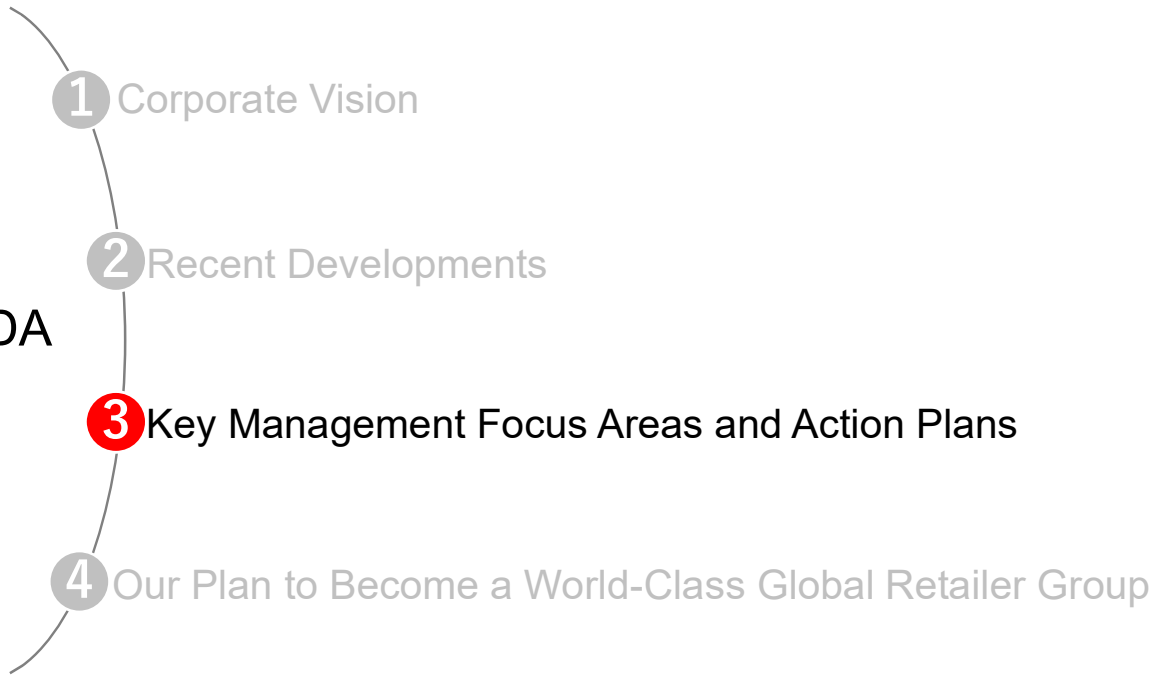 1 Corporate Vision
2 Recent Developments
DA
3 Key Management Focus Areas and Action Plans
4 Our Plan to Become a World-Class Global Retailer Group